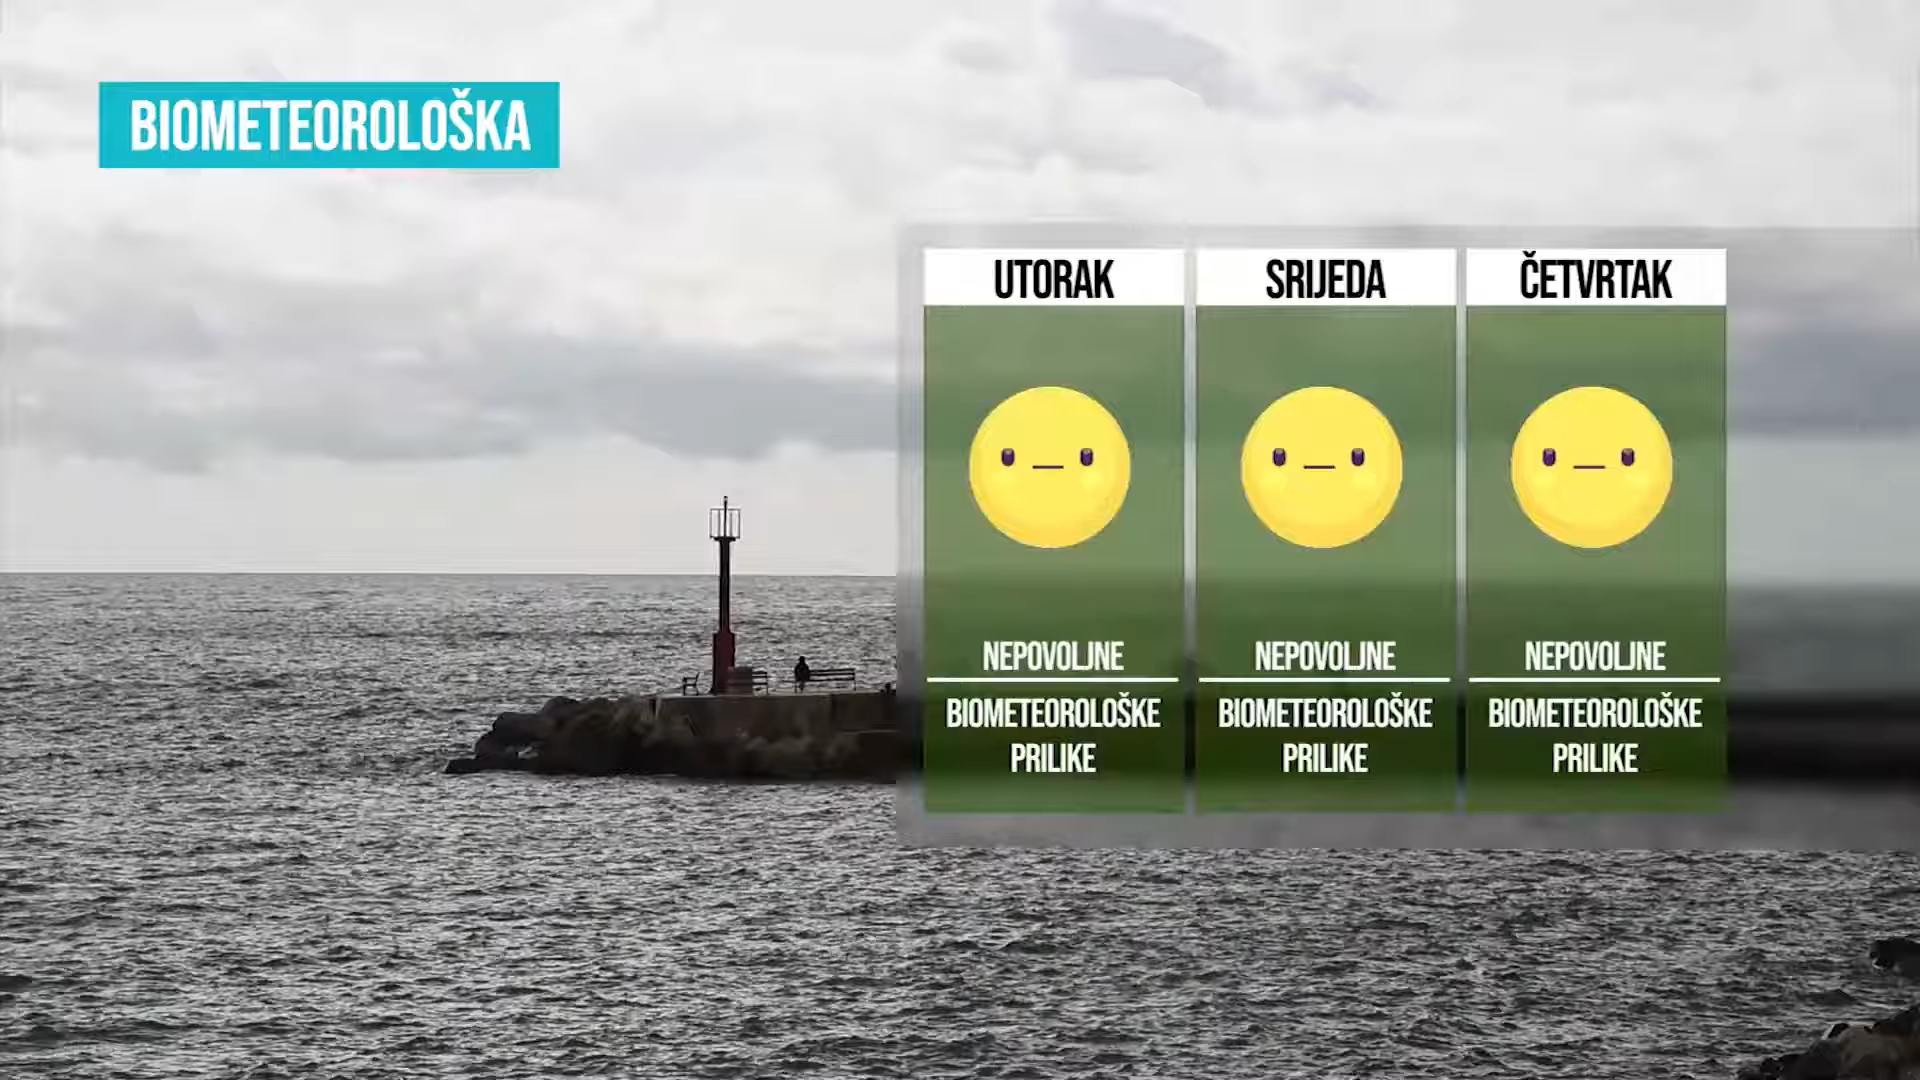 BIOMETEOROLOŠKA
UTORAK
NEPOVOLJNE
BIOMETEOROLOŠKE
PRILIKE
SRIJEDA
NEPOVOLJNE
BIOMETEOROLOŠKE
PRILIKE
ČETVRTAK
NEPOVOLJNE
BIOMETEOROLOŠKE
PRILIKE